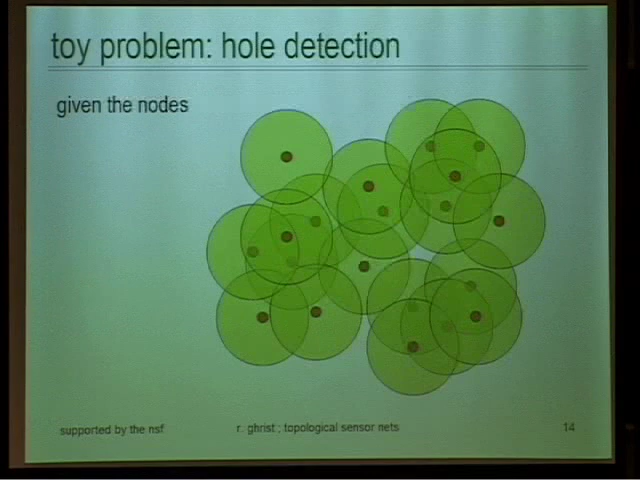 toy problem: hole detection
given the nodes
supported by the nsf
r. ghrist ; topological sensor nets
14